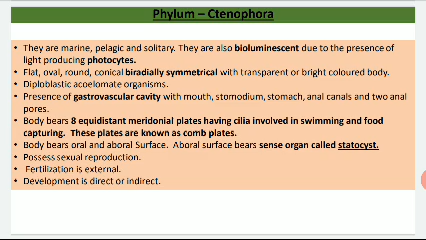 Phylum – Ctenophora
• They are marine, pelagic and solitary. They are also bioluminescent due to the presence of
light producing photocytes.
• Flat, oval, round, conical biradially symmetrical with transparent or bright coloured body.
• Diploblastic acoelomate organisms.
• Presence of gastrovascular cavity with mouth, stomodium, stomach, anal canals and two anal
pores.
• Body bears 8 equidistant meridonial plates having cilia involved in swimming and food
capturing. These plates are known as comb plates.
• Body bears oral and aboral Surface. Aboral surface bears sense organ called statocyst.
• Possess sexual reproduction.
• Fertilization is external.
• Development is direct or indirect.